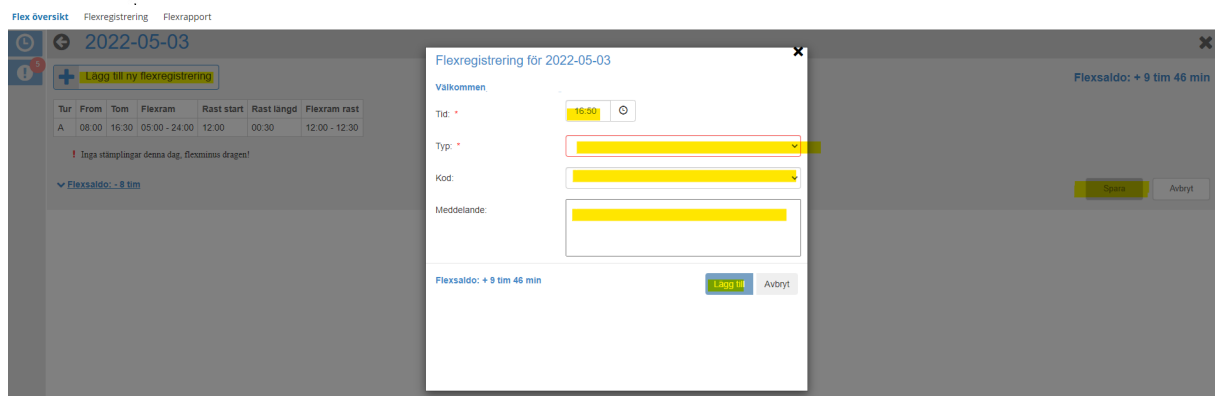 Flex översikt Flexregistrering Flexrapport
2022-05-03
5
Lägg till ny flexregistrering
Flexsaldo: + 9 tim 46 min
Tur From Tom Flexram Rast start Rast längd Flexram rast
A 08:00 16:30 05:00 - 24:00 12:00 00:30 12:00 - 12:30
! Inga stämplingar denna dag, flexminus dragen!
Flexsaldo: - 8 tim
Spara Avbryt
Flexregistrering för 2022-05-03
Välkommen
Tid: * 16:50
Typ: *
Kod:
Meddelande:
Flexsaldo: + 9 tim 46 min
Lägg till Avbryt